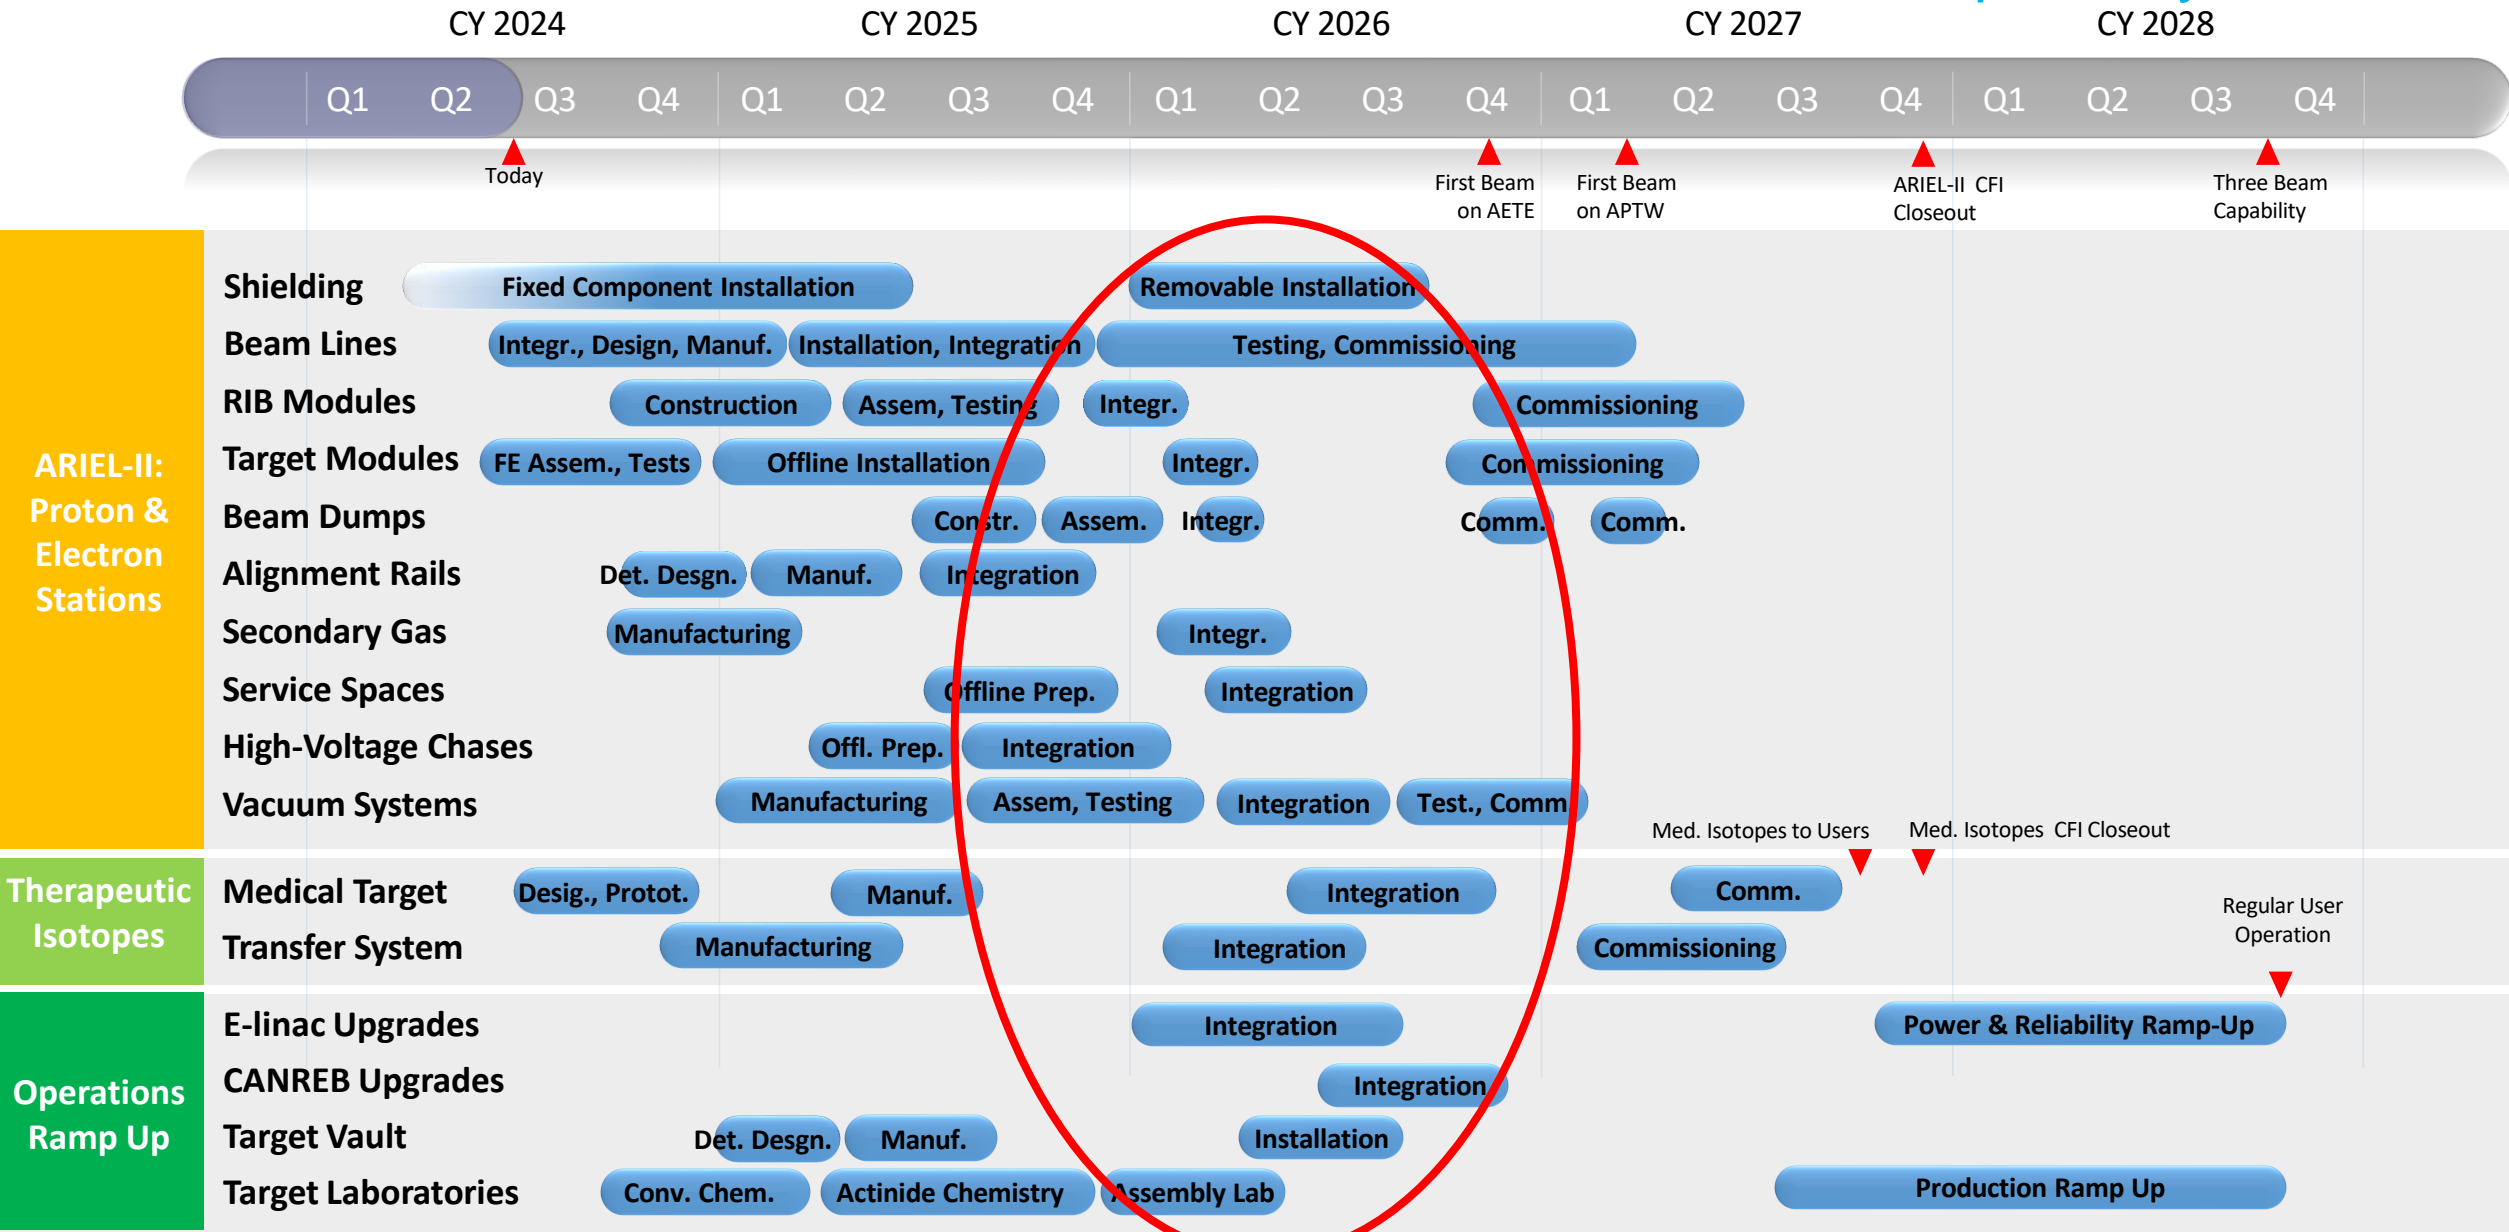 CY 2024 CY 2025 CY 2026 CY 2027 CY 2028
Q1 Q2 Q3 Q4 Q1 Q2 Q3 Q4 Q1 Q2 Q3 Q4 Q1 Q2 Q3 Q4 Q1 Q2 Q3 Q4
Today
First Beam
on AETE
First Beam
on APTW
ARIEL-II CFI
Closeout
Three Beam
Capability
ARIEL-II:
Proton &
Electron
Stations
Shielding Fixed Component Installation Removable Installation
Beam Lines Integr., Design, Manuf. Installation, Integration Testing, Commissioning
RIB Modules Construction Assem, Testing Integr. Commissioning
Target Modules FE Assem., Tests Offline Installation Integr. Commissioning
Beam Dumps Constr. Assem. Integr. Comm. Comm.
Alignment Rails Det. Desgn. Manuf. Integration
Secondary Gas Manufacturing Integr.
Service Spaces Offline Prep. Integration
High-Voltage Chases Offl. Prep. Integration
Vacuum Systems Manufacturing Assem, Testing Integration Test., Comm.
Med. Isotopes to Users Med. Isotopes CFI Closeout
Therapeutic
Isotopes
Medical Target Desig., Protot. Manuf. Integration Comm.
Transfer System Manufacturing Integration Commissioning
Regular User
Operation
Operations
Ramp Up
E-linac Upgrades Integration Power & Reliability Ramp-Up
CANREB Upgrades Integration
Target Vault Det. Desgn. Manuf. Installation
Target Laboratories Conv. Chem. Actinide Chemistry Assembly Lab Production Ramp Up